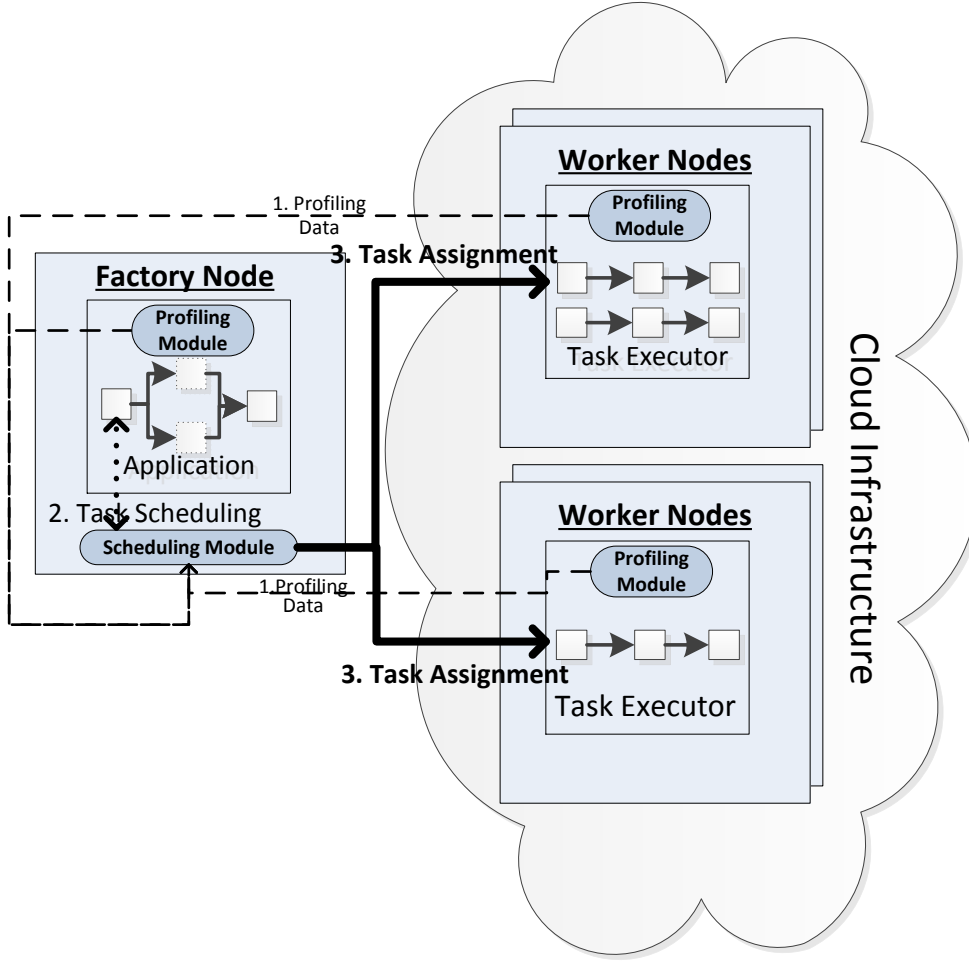 Worker Nodes
Profiling
Module
Task Executor
1. Profiling
Data
3. Task Assignment
Factory Node
Profiling
Module
Application
2. Task Scheduling
Scheduling Module
Cloud Infrastructure
Worker Nodes
Profiling
Module
Task Executor
1.Profiling
Data
3. Task Assignment